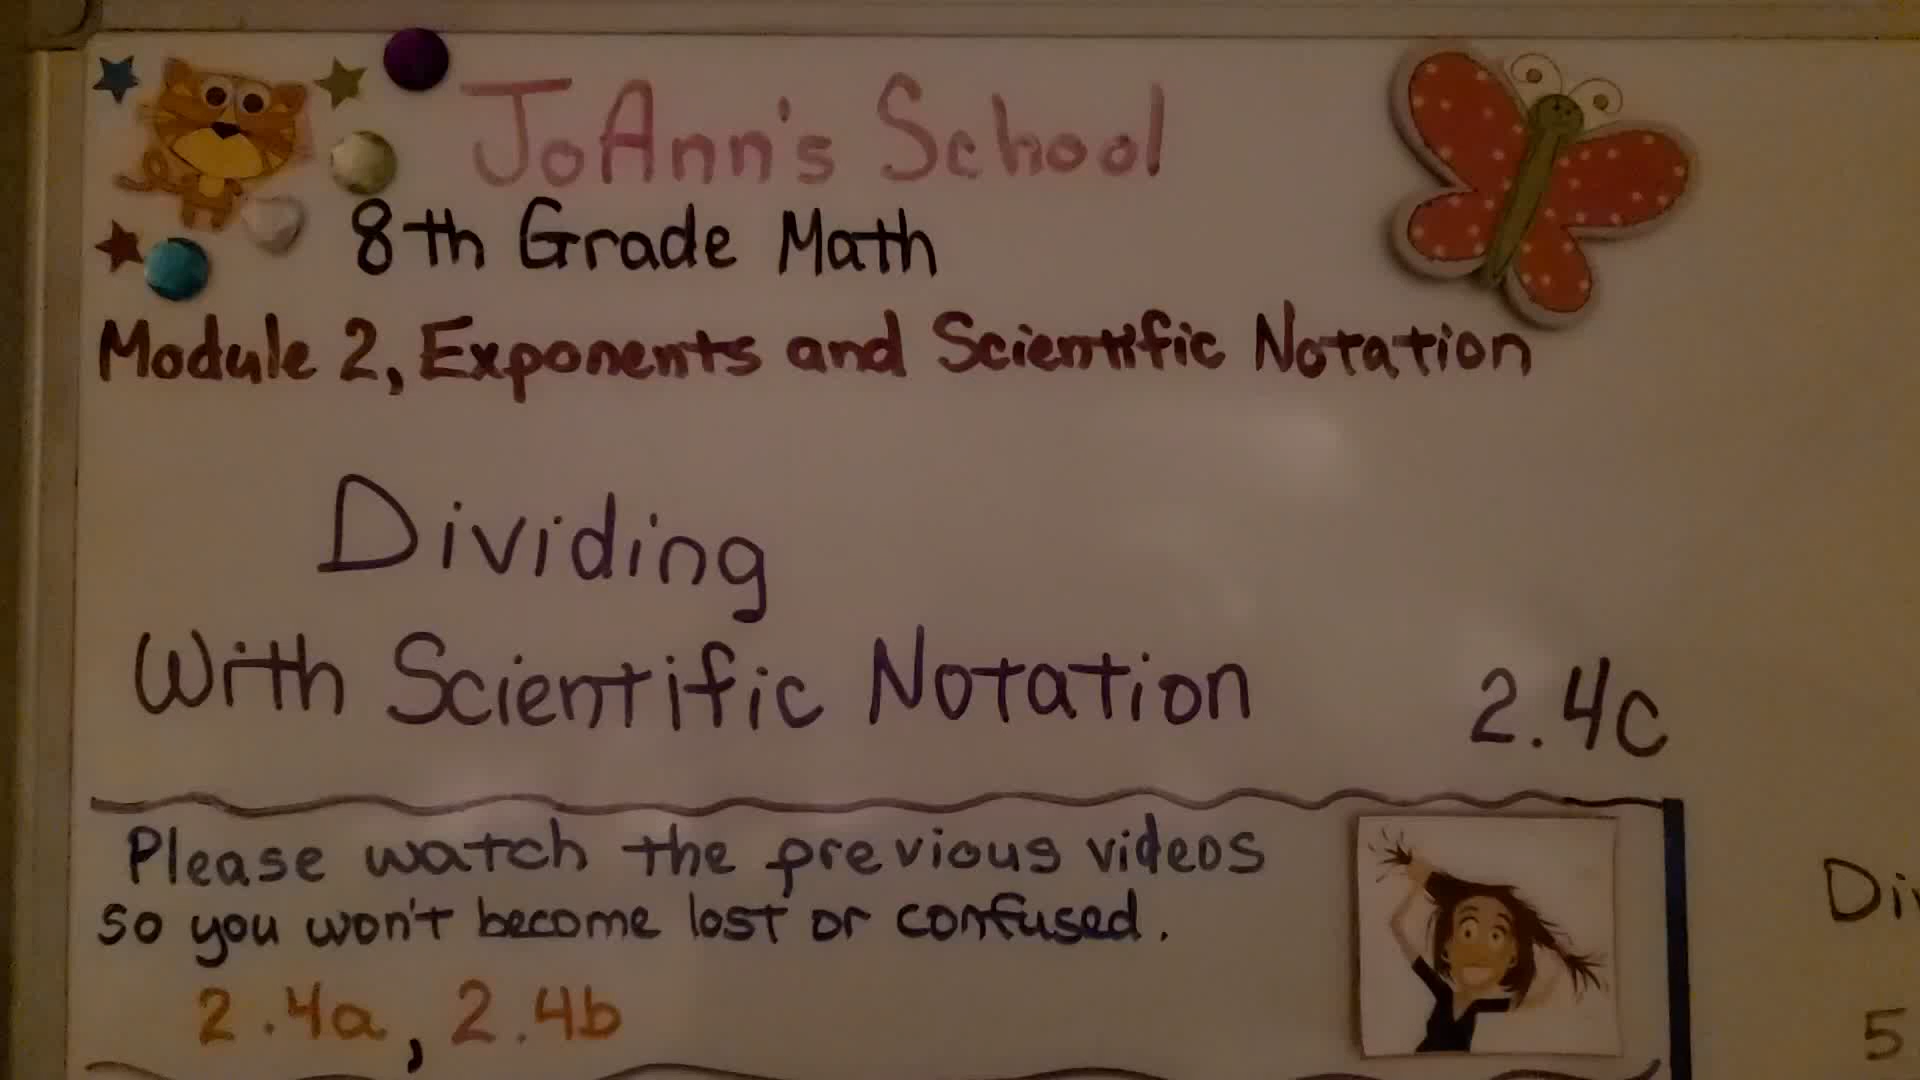 JoAnn's School
8th Grade Math
Module 2, Exponents and Scientific Notation
Dividing
With Scientific Notation 2.4c
Please watch the previous videos
so you won't become lost or confused.
2.4a, 2.4b
5